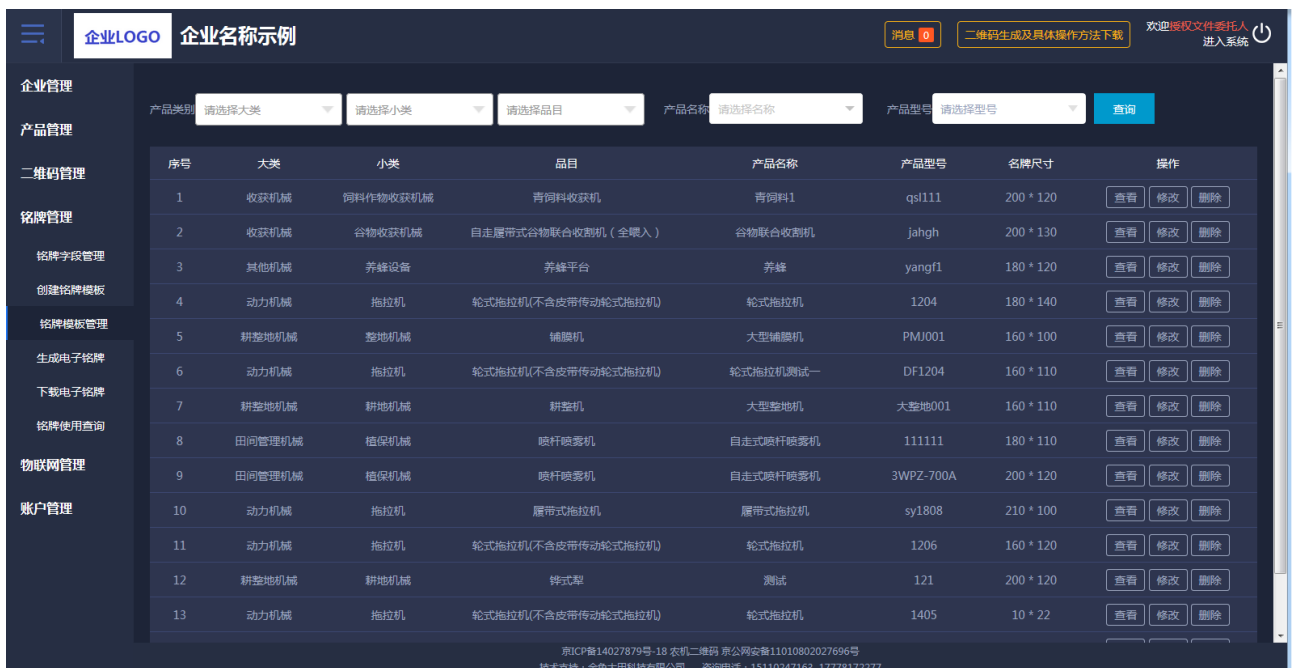 企业LOGO 企业名称示例 消息 0 二维码生成及具体操作方法下载 欢迎授权文件委托人
进入系统
企业管理
产品管理
二维码管理
铭牌管理
铭牌字段管理
创建铭牌模板
铭牌模板管理
生成电子铭牌
下载电子铭牌
铭牌使用查询
物联网管理
账户管理
产品类别 请选择大类 请选择小类 请选择品目 产品名称 请选择名称 产品型号 请选择型号 查询
序号 大类 小类 品目 产品名称 产品型号 名牌尺寸 操作
1 收获机械 饲料作物收获机械 青饲料收获机 青饲料1 qsl111 200 * 120 查看 修改 删除
2 收获机械 谷物收获机械 自走履带式谷物联合收割机（全喂入） 谷物联合收割机 jahgh 200 * 130 查看 修改 删除
3 其他机械 养蜂设备 养蜂平台 养蜂 yangf1 180 * 120 查看 修改 删除
4 动力机械 拖拉机 轮式拖拉机(不含皮带传动轮式拖拉机) 轮式拖拉机 1204 180 * 140 查看 修改 删除
5 耕整地机械 整地机械 铺膜机 大型铺膜机 PMJ001 160 * 100 查看 修改 删除
6 动力机械 拖拉机 轮式拖拉机(不含皮带传动轮式拖拉机) 轮式拖拉机测试一 DF1204 160 * 110 查看 修改 删除
7 耕整地机械 耕地机械 耕整机 大型整地机 大整地001 160 * 110 查看 修改 删除
8 田间管理机械 植保机械 喷杆喷雾机 自走式喷杆喷雾机 111111 180 * 110 查看 修改 删除
9 田间管理机械 植保机械 喷杆喷雾机 自走式喷杆喷雾机 3WPZ-700A 200 * 120 查看 修改 删除
10 动力机械 拖拉机 履带式拖拉机 履带式拖拉机 sy1808 210 * 100 查看 修改 删除
11 动力机械 拖拉机 轮式拖拉机(不含皮带传动轮式拖拉机) 轮式拖拉机 1206 160 * 120 查看 修改 删除
12 耕整地机械 耕地机械 铧式犁 测试 121 200 * 120 查看 修改 删除
13 动力机械 拖拉机 轮式拖拉机(不含皮带传动轮式拖拉机) 轮式拖拉机 1405 10 * 22 查看 修改 删除
京ICP备14027879号-18 农机二维码 京公网安备11010802027696号
技术支持：金色大田科技有限公司 咨询电话：15110247163 17778172277